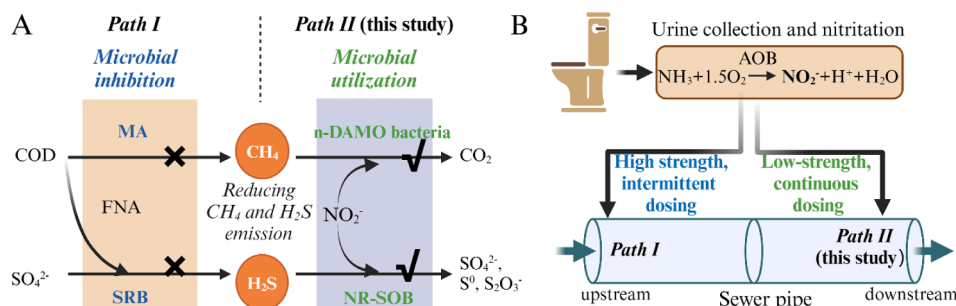 A
Path I
Path II (this study)
Microbial
inhibition
Microbial
utilization
MA
n-DAMO bacteria
COD
CH₄
CO₂
FNA
Reducing
CH₄ and H₂S
emission
NO₂⁻
SO₄²⁻
H₂S
SO₄²⁻,
S⁰, S₂O₃⁻
SRB
NR-SOB
B
Urine collection and nitritation
AOB
NH₃+1.5O₂ → NO₂⁻+H⁺+H₂O
High strength,
intermittent
dosing
Low-strength,
continuous
dosing
Path I
Path II
(this study)
upstream
Sewer pipe
downstream